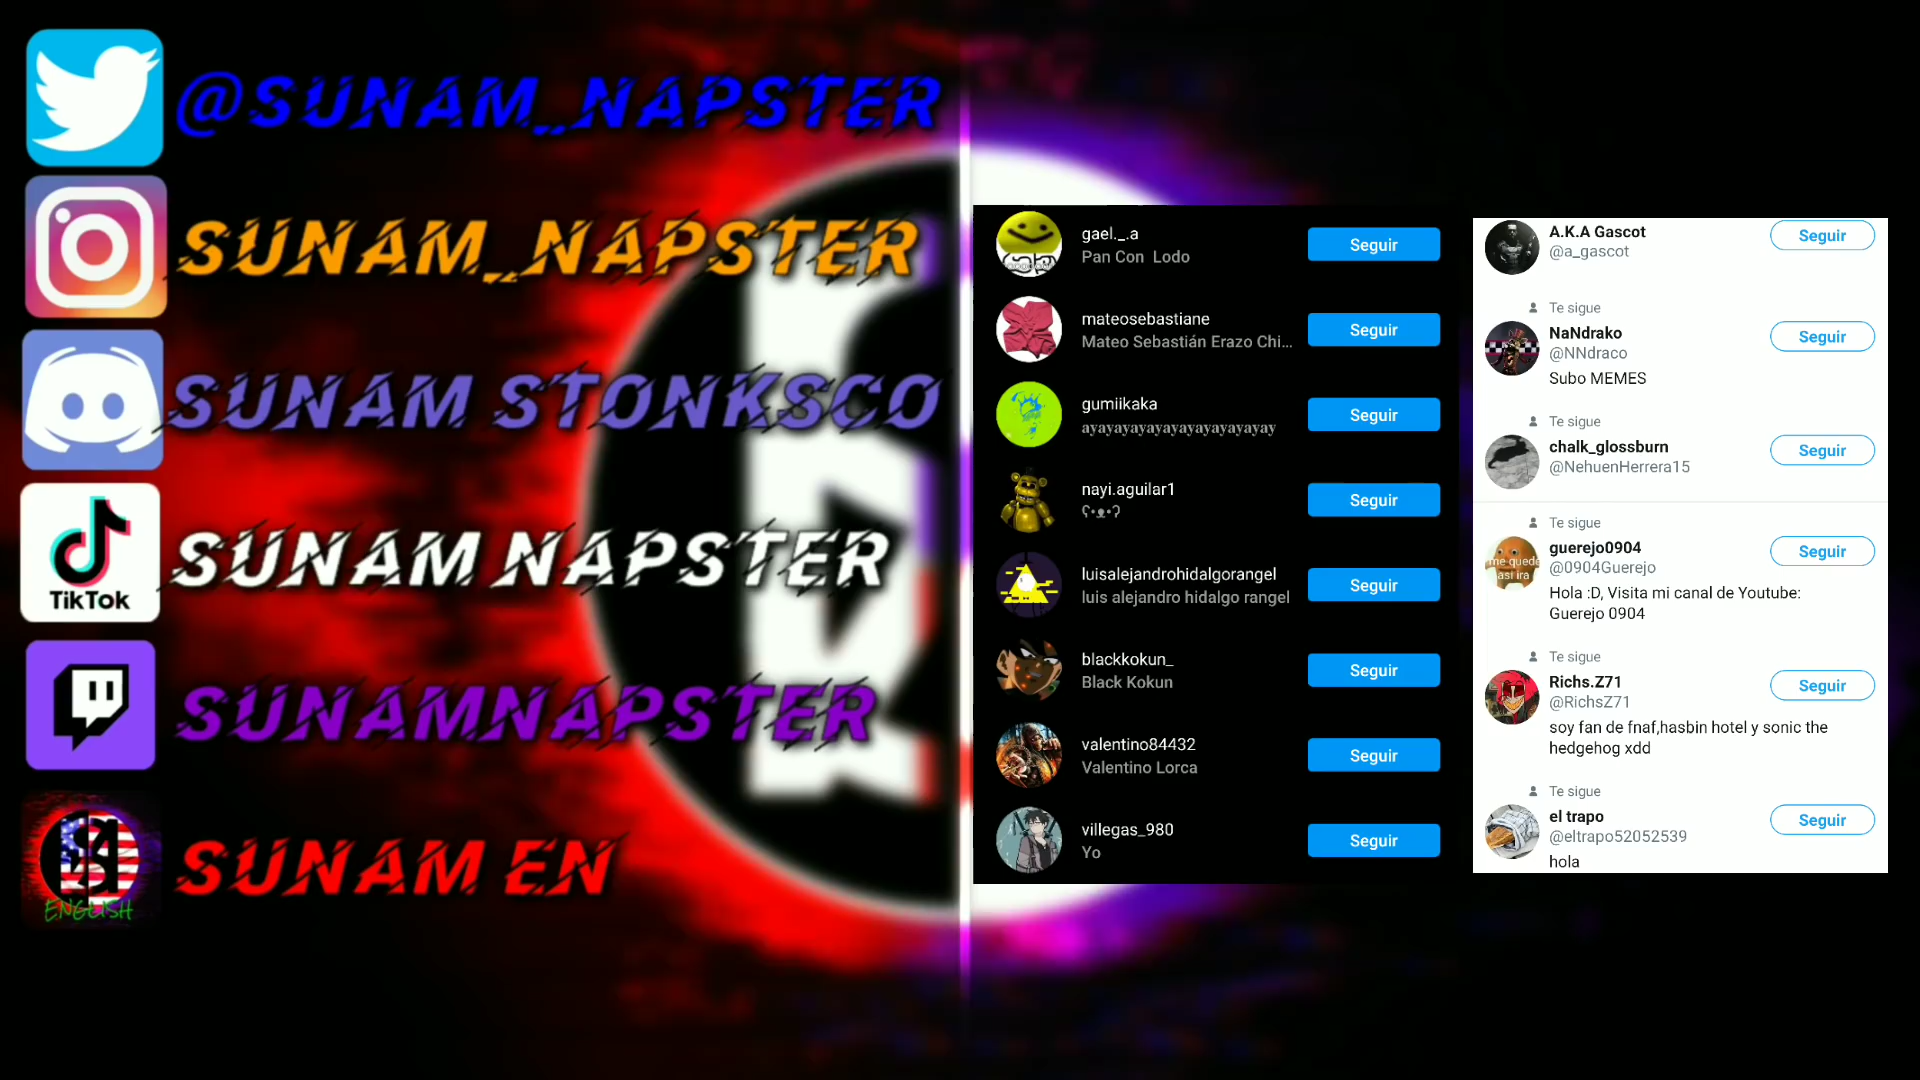 @SUNAM_NAPSTER
SUNAM_NAPSTER
SUNAM STONKSCO
TikTok
SUNAM NAPSTER
SUNAMNAPSTER
ENGLISH
SUNAM EN
gael._.a
Pan Con Lodo
Seguir
mateosebastiane
Mateo Sebastián Erazo Chi...
Seguir
gumiikaka
ayayayayayayayayayayayay
Seguir
nayi.aguilar1
ʕ•ᴥ•ʔ
Seguir
luisalejandrohidalgorangel
luis alejandro hidalgo rangel
Seguir
blackkokun_
Black Kokun
Seguir
valentino84432
Valentino Lorca
Seguir
villegas_980
Yo
Seguir
A.K.A Gascot
@a_gascot
Seguir
Te sigue
NaNdrako
@NNdraco
Subo MEMES
Seguir
Te sigue
chalk_glossburn
@NehuenHerrera15
Seguir
Te sigue
guerejo0904
@0904Guerejo
me quede
asi ira
Hola :D, Visita mi canal de Youtube:
Guerejo 0904
Seguir
Te sigue
Richs.Z71
@RichsZ71
soy fan de fnaf,hasbin hotel y sonic the
hedgehog xdd
Seguir
Te sigue
el trapo
@eltrapo52052539
hola
Seguir